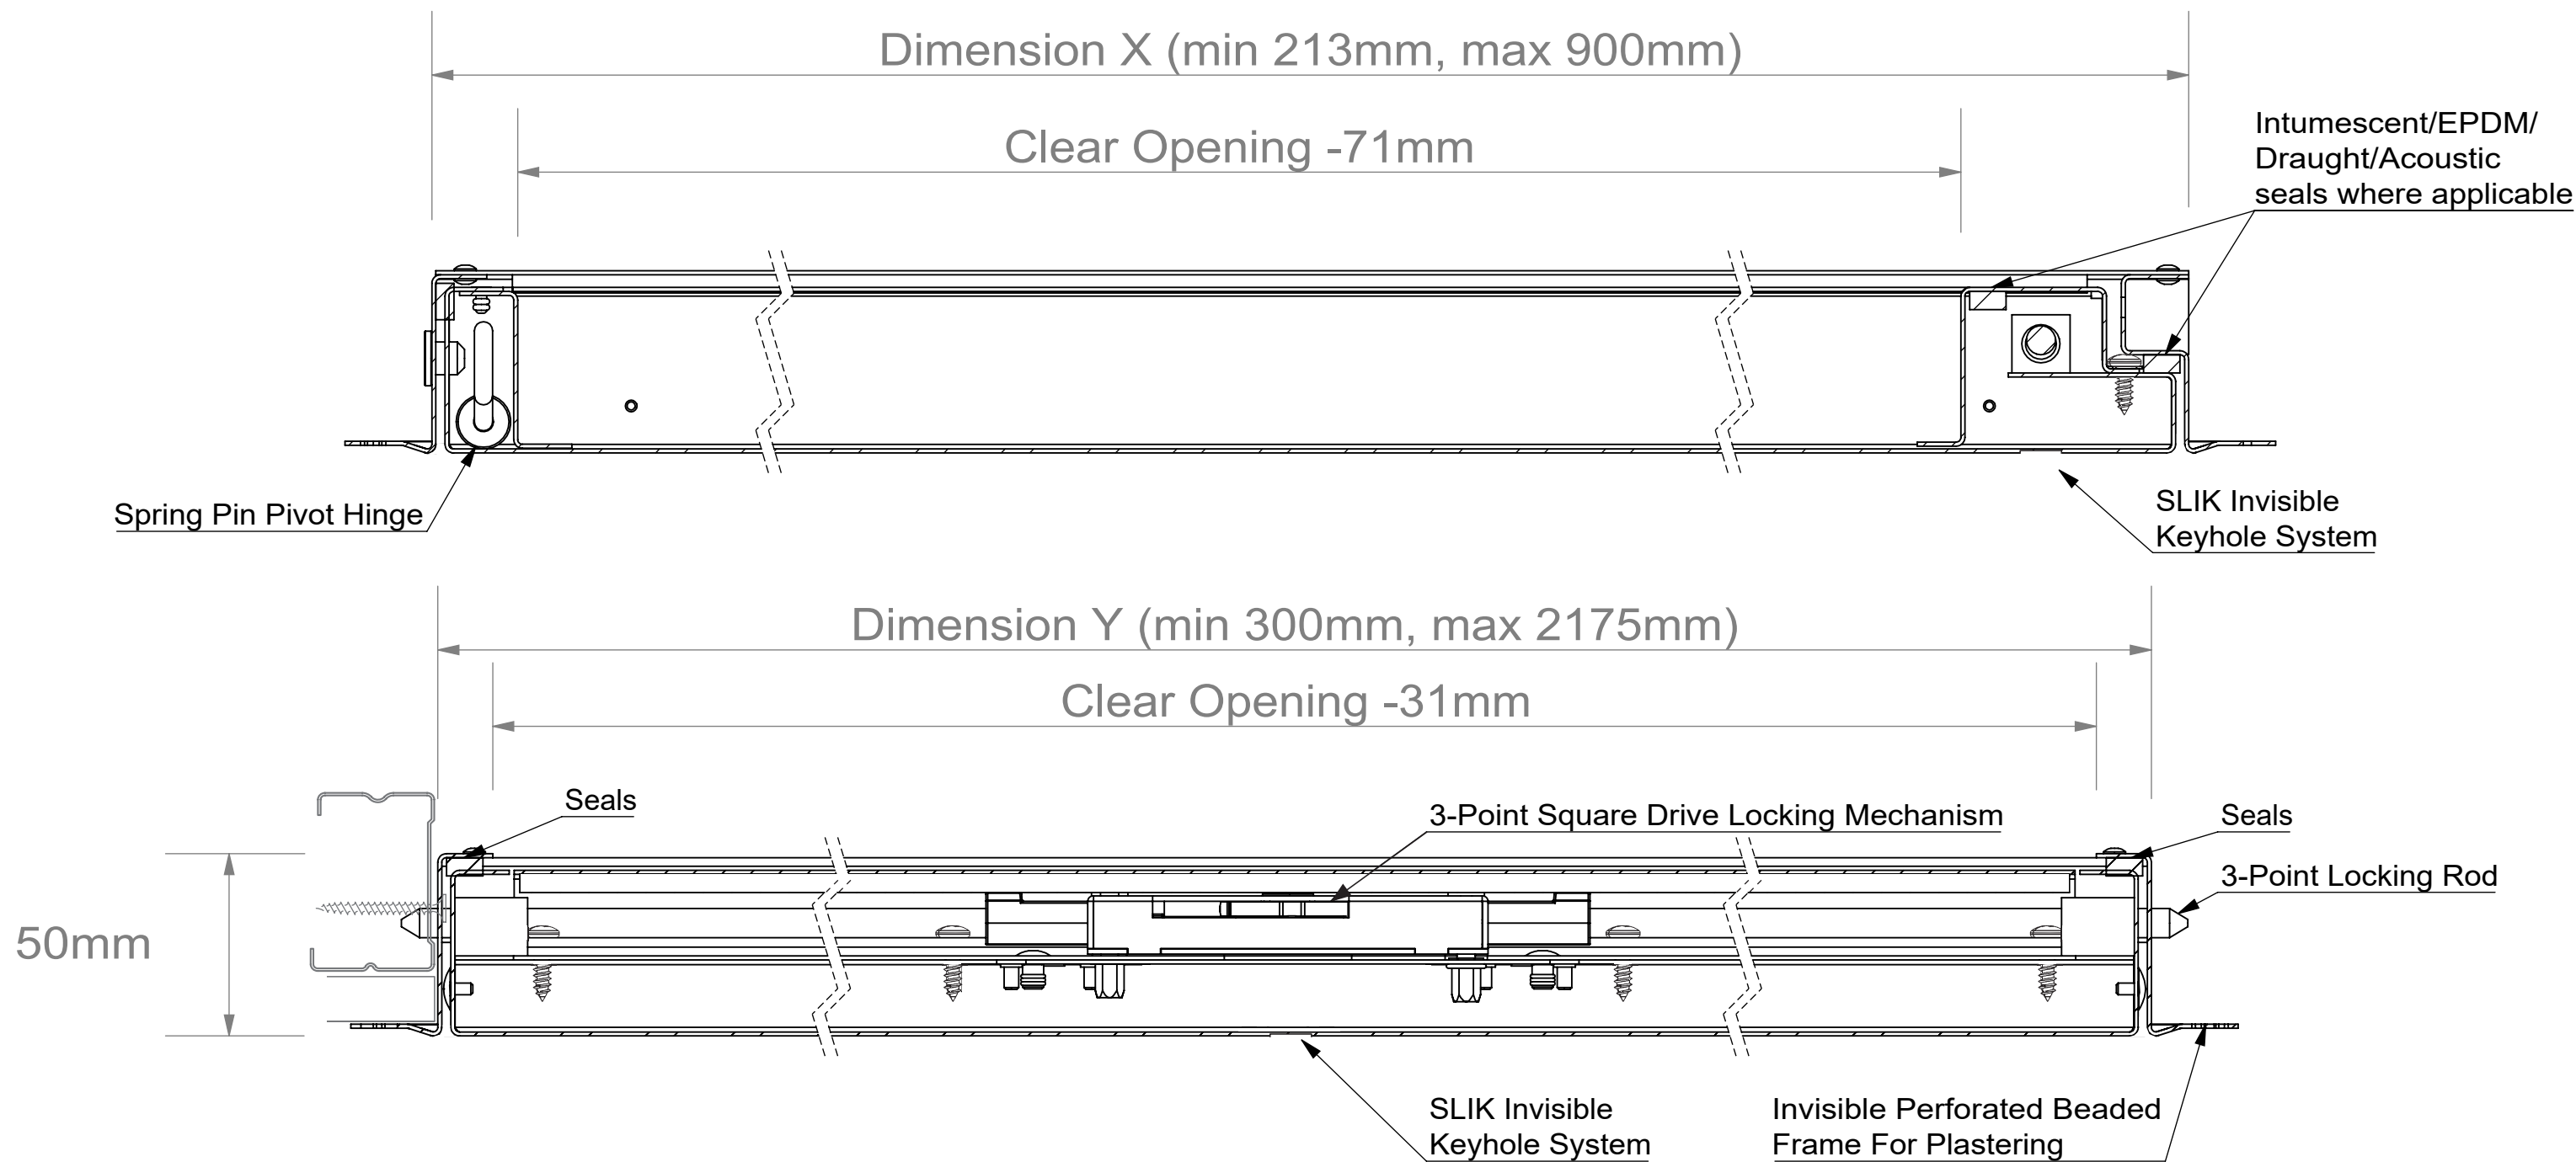 Dimension X (min 213mm, max 900mm)
Clear Opening -71mm
Intumescent/EPDM/
Draught/Acoustic
seals where applicable
Spring Pin Pivot Hinge
SLIK Invisible
Keyhole System
Dimension Y (min 300mm, max 2175mm)
Clear Opening -31mm
Seals
3-Point Square Drive Locking Mechanism
Seals
3-Point Locking Rod
50mm
SLIK Invisible
Keyhole System
Invisible Perforated Beaded
Frame For Plastering